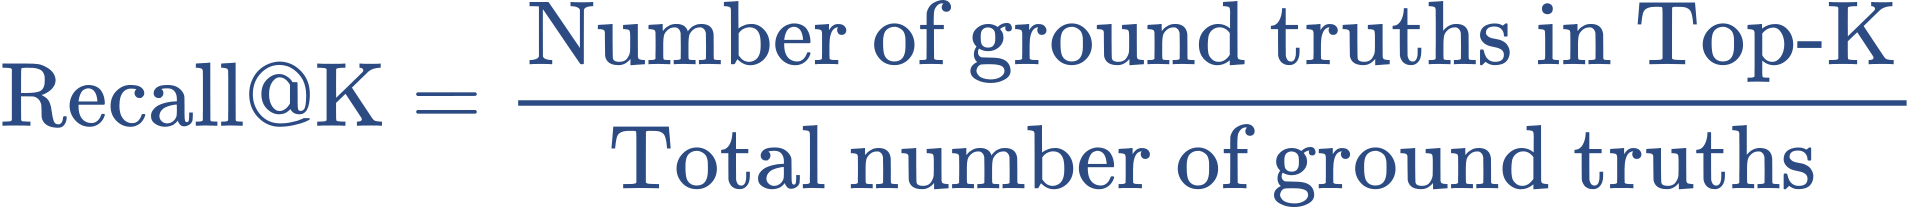 Recall@K = Number of ground truths in Top-K
Total number of ground truths